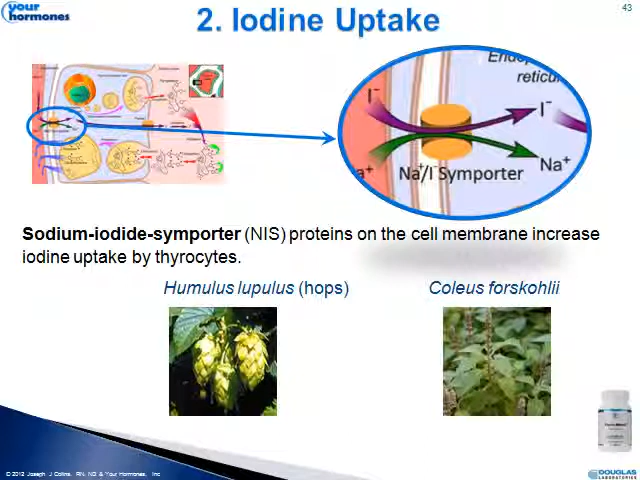 your hormones
43
2. Iodine Uptake
Endop
reticu
I⁻
I⁻
a⁺
Na⁺/I⁻ Symporter
Na⁺
Sodium-iodide-symporter (NIS) proteins on the cell membrane increase
iodine uptake by thyrocytes.
Humulus lupulus (hops)
Coleus forskohlii
© 2012 Joseph J Collins, RN, ND & Your Hormones, Inc
DOUGLAS
LABORATORIES